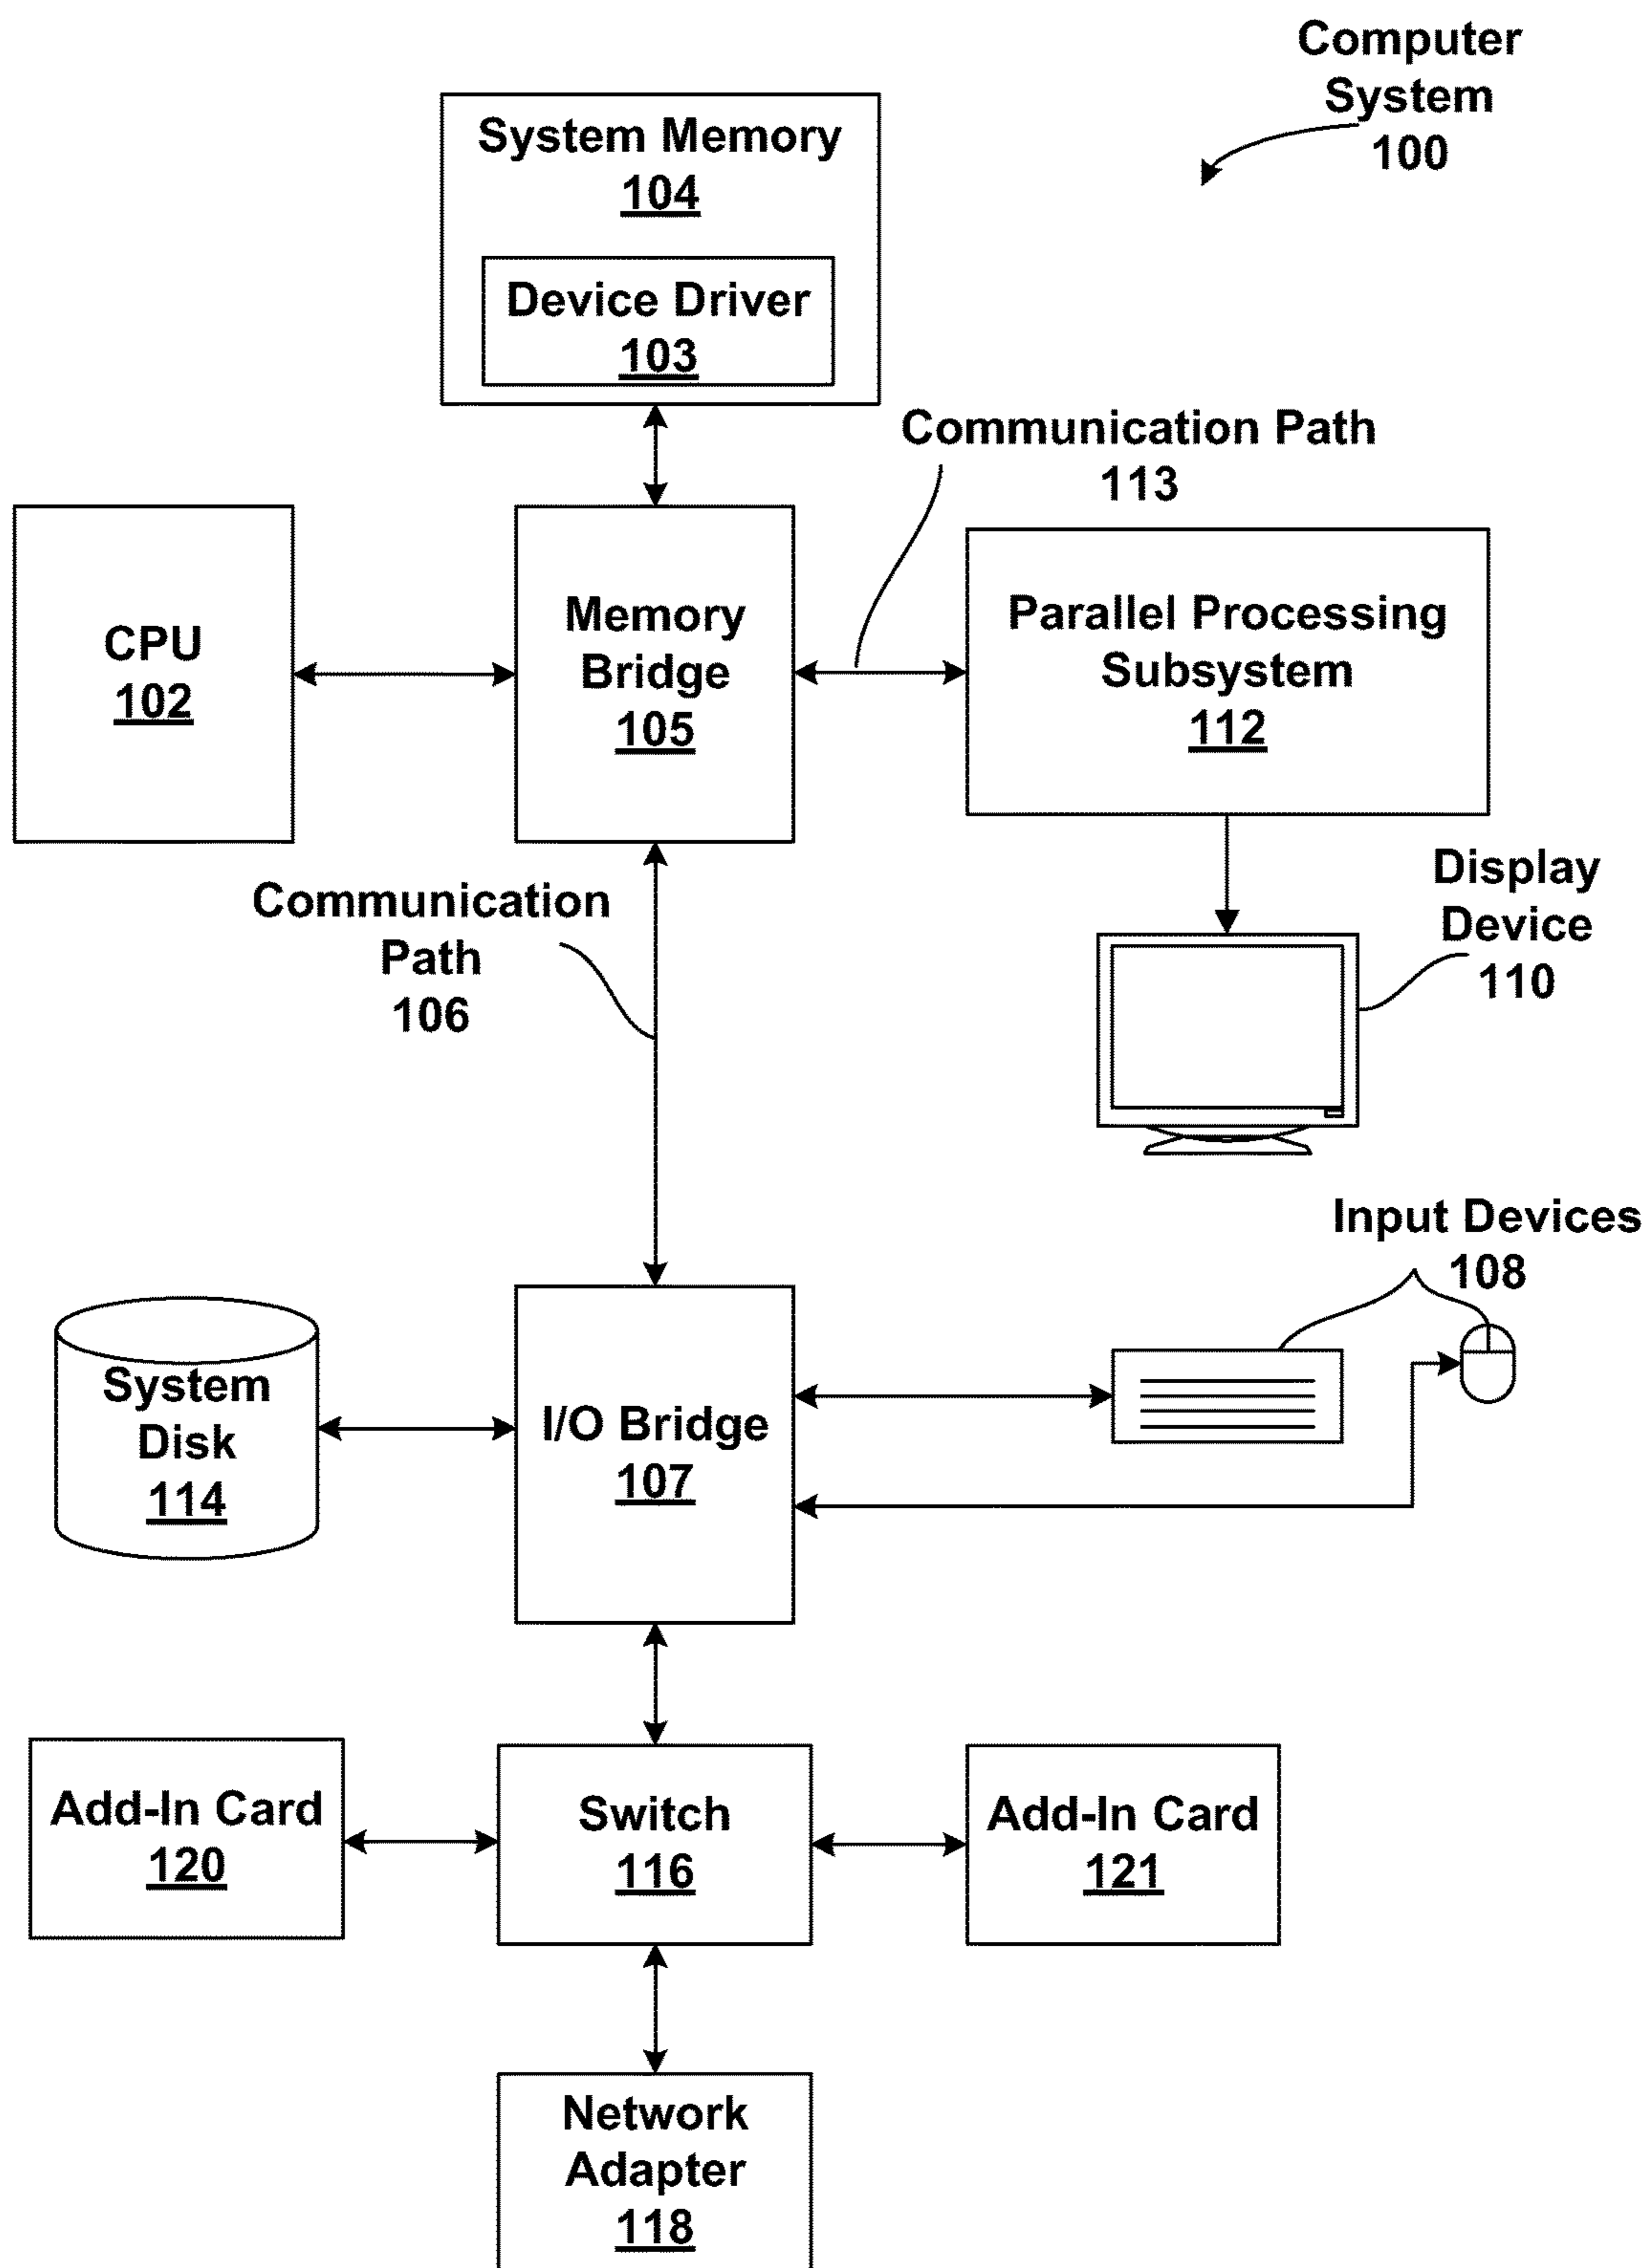 Computer
System
100
System Memory
104
Device Driver
103
Communication Path
113
CPU
102
Memory
Bridge
105
Parallel Processing
Subsystem
112
Communication
Path
106
Display
Device
110
Input Devices
108
System
Disk
114
I/O Bridge
107
Add-In Card
120
Switch
116
Add-In Card
121
Network
Adapter
118